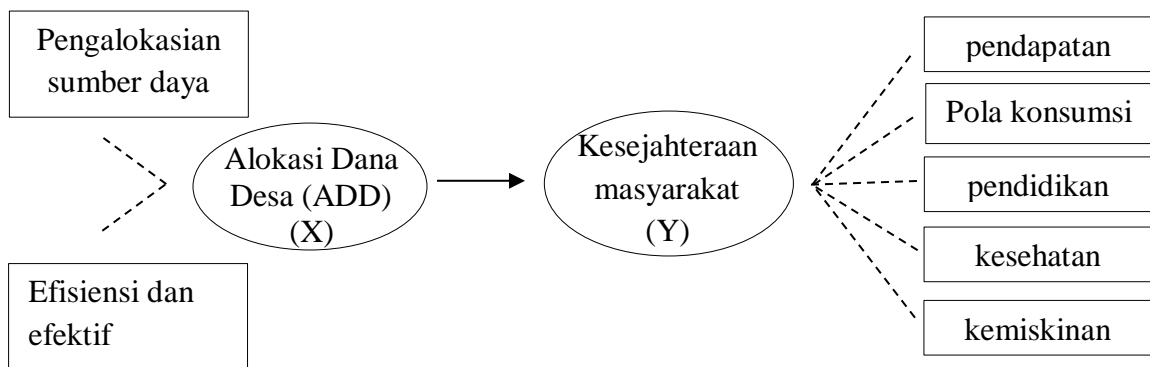 Pengalokasian
sumber daya
Efisiensi dan
efektif
Alokasi Dana
Desa (ADD)
(X)
Kesejahteraan
masyarakat
(Y)
pendapatan
Pola konsumsi
pendidikan
kesehatan
kemiskinan